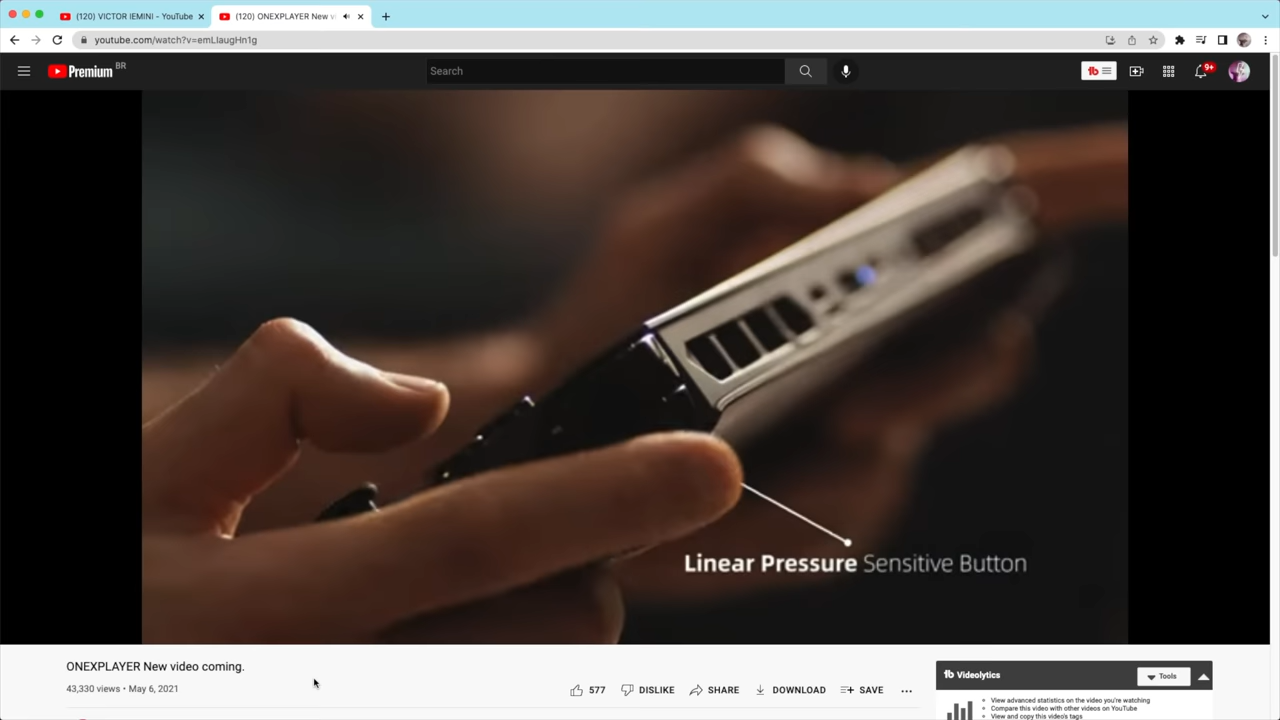 (120) VICTOR IEMINI - YouTube
(120) ONEXPLAYER New v
youtube.com/watch?v=emLIaugHn1g
Premium BR
Search
9+
Linear Pressure Sensitive Button
ONEXPLAYER New video coming.
43,330 views • May 6, 2021
577
DISLIKE
SHARE
DOWNLOAD
SAVE
Videolytics
Tools
View advanced statistics on the video you're watching
Compare this video with other videos on YouTube
View and copy this video's tags